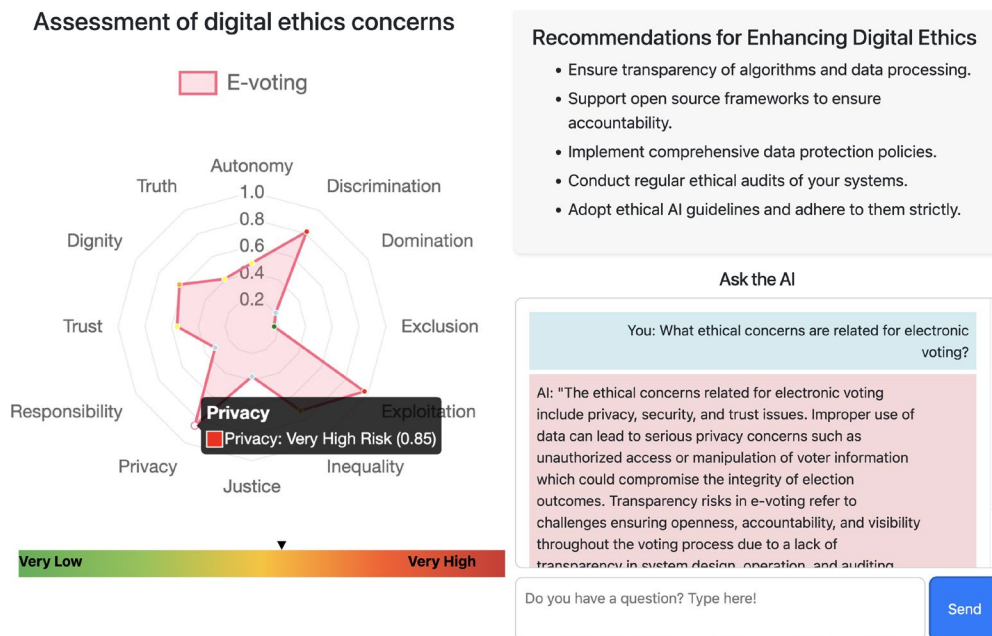 Assessment of digital ethics concerns
E-voting
Autonomy
Truth
Discrimination
1.0
0.8
Dignity
Domination
0.6
0.4
0.2
Trust
Exclusion
Responsibility
Exploitation
Privacy
Privacy: Very High Risk (0.85)
Privacy
Inequality
Justice
Very Low
Very High
Recommendations for Enhancing Digital Ethics
• Ensure transparency of algorithms and data processing.
• Support open source frameworks to ensure
accountability.
• Implement comprehensive data protection policies.
• Conduct regular ethical audits of your systems.
• Adopt ethical AI guidelines and adhere to them strictly.
Ask the AI
You: What ethical concerns are related for electronic
voting?
AI: "The ethical concerns related for electronic voting
include privacy, security, and trust issues. Improper use of
data can lead to serious privacy concerns such as
unauthorized access or manipulation of voter information
which could compromise the integrity of election
outcomes. Transparency risks in e-voting refer to
challenges ensuring openness, accountability, and visibility
throughout the voting process due to a lack of
transparency in system design, operation, and auditing
Do you have a question? Type here!
Send